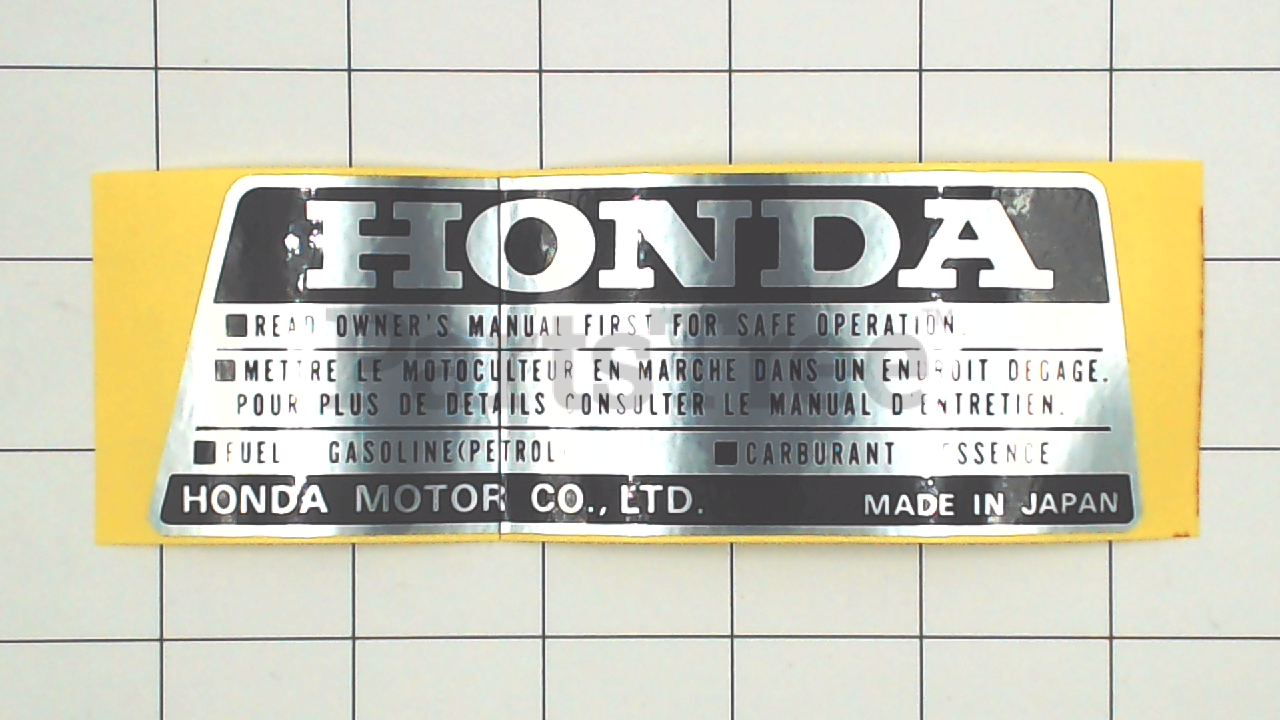 HONDA
■READ OWNER'S MANUAL FIRST FOR SAFE OPERATION.
■METTRE LE MOTOCULTEUR EN MARCHE DANS UN ENDROIT DEGAGE.
POUR PLUS DE DETAILS CONSULTER LE MANUAL D'ENTRETIEN.
■FUEL GASOLINE(PETROL ■CARBURANT ESSENCE
HONDA MOTOR CO., LTD. MADE IN JAPAN